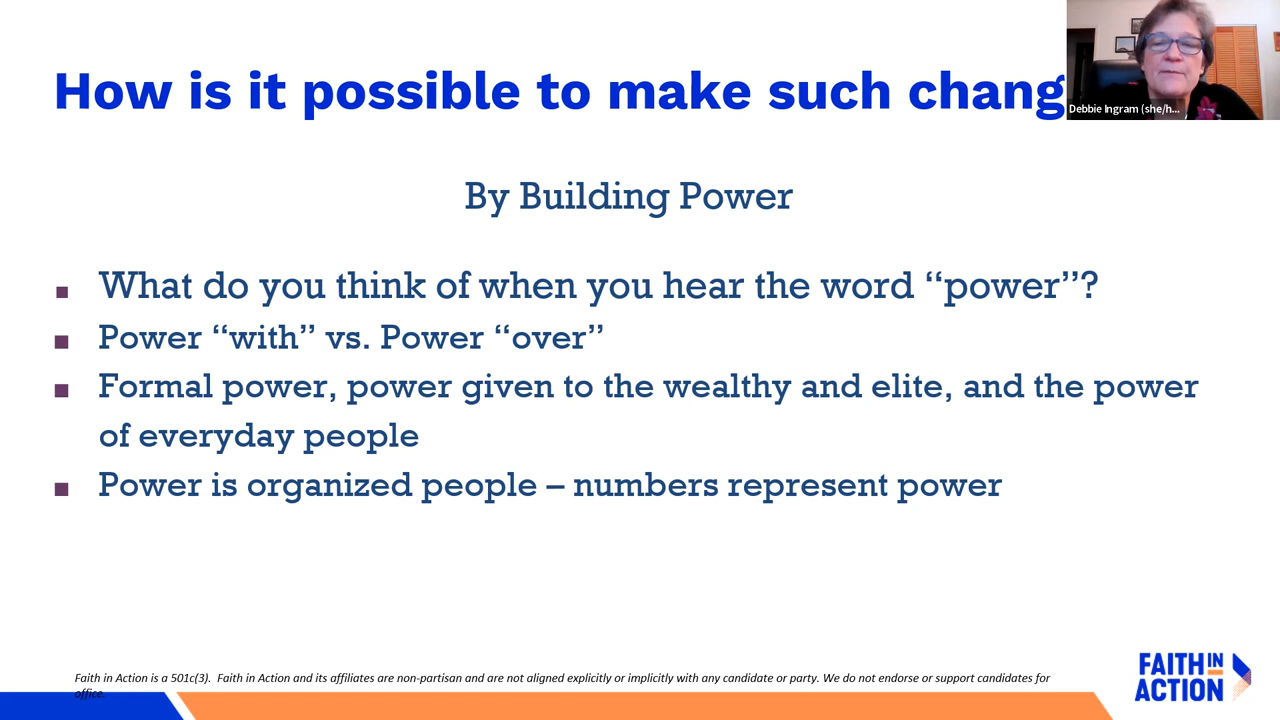 How is it possible to make such chang
Debbie Ingram (she/h...
By Building Power
▪ What do you think of when you hear the word “power”?
▪ Power “with” vs. Power “over”
▪ Formal power, power given to the wealthy and elite, and the power
of everyday people
▪ Power is organized people – numbers represent power
Faith in Action is a 501c(3). Faith in Action and its affiliates are non-partisan and are not aligned explicitly or implicitly with any candidate or party. We do not endorse or support candidates for
office.
FAITH IN
ACTION